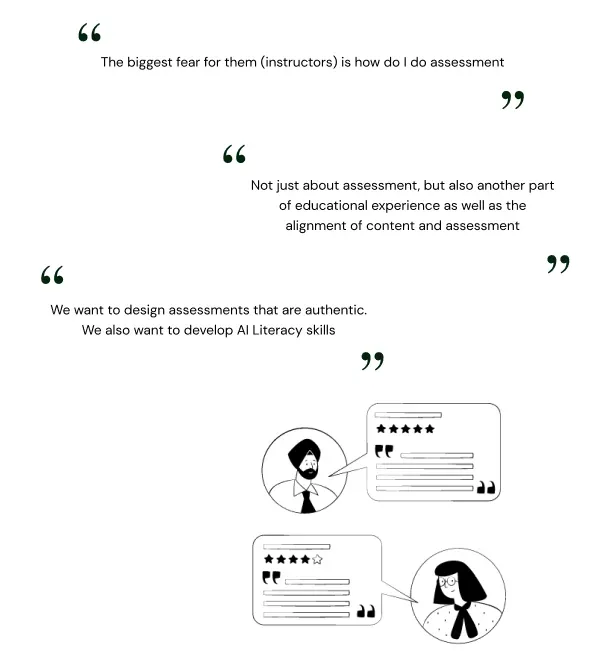 “
The biggest fear for them (instructors) is how do I do assessment
”
“
Not just about assessment, but also another part
of educational experience as well as the
alignment of content and assessment
”
“
We want to design assessments that are authentic.
We also want to develop AI Literacy skills
”